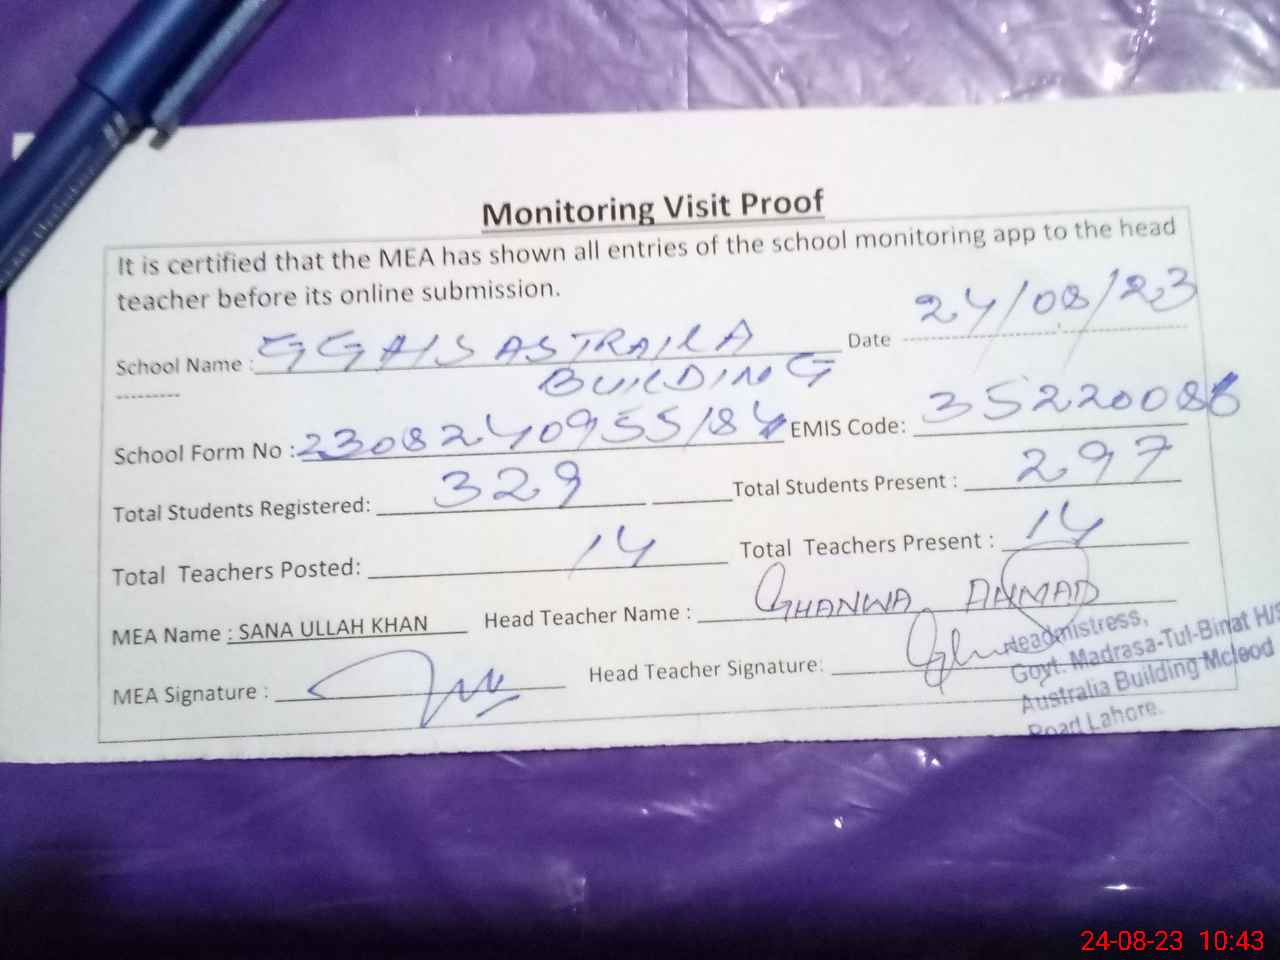 Monitoring Visit Proof
It is certified that the MEA has shown all entries of the school monitoring app to the head
teacher before its online submission.
School Name : GGHS ASTRAILA Date 24/08/23
BUILDING
School Form No : 2308240955/84 EMIS Code: 35220086
Total Students Registered: 329 Total Students Present : 297
Total Teachers Posted: 14 Total Teachers Present : 14
MEA Name : SANA ULLAH KHAN Head Teacher Name : GHANWA AHMAD
MEA Signature : Head Teacher Signature:
Headmistress,
Govt. Madrasa-Tul-Binat H/S
Australia Building Mcleod
Road Lahore.
24-08-23 10:43